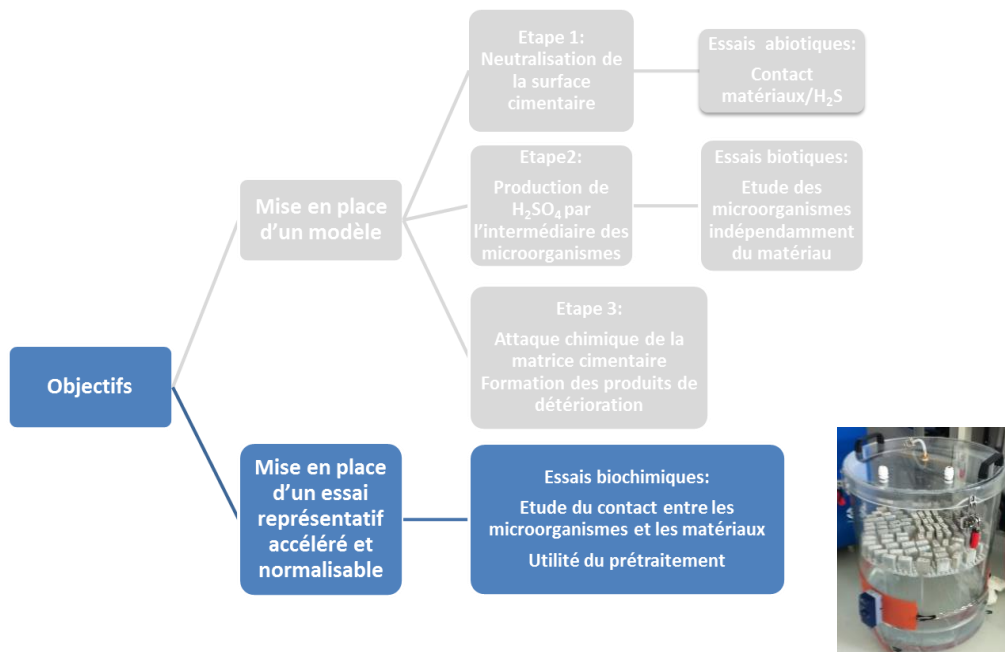 Etape 1:
Neutralisation de
la surface
cimentaire
Essais abiotiques:
Contact
matériaux/H₂S
Etape2:
Production de
H₂SO₄ par
l'intermédiaire des
microorganismes
Essais biotiques:
Etude des
microorganismes
indépendamment
du matériau
Mise en place
d'un modèle
Etape 3:
Attaque chimique de la
matrice cimentaire
Formation des produits de
détérioration
Objectifs
Mise en place
d'un essai
représentatif
accéléré et
normalisable
Essais biochimiques:
Etude du contact entre les
microorganismes et les matériaux
Utilité du prétraitement